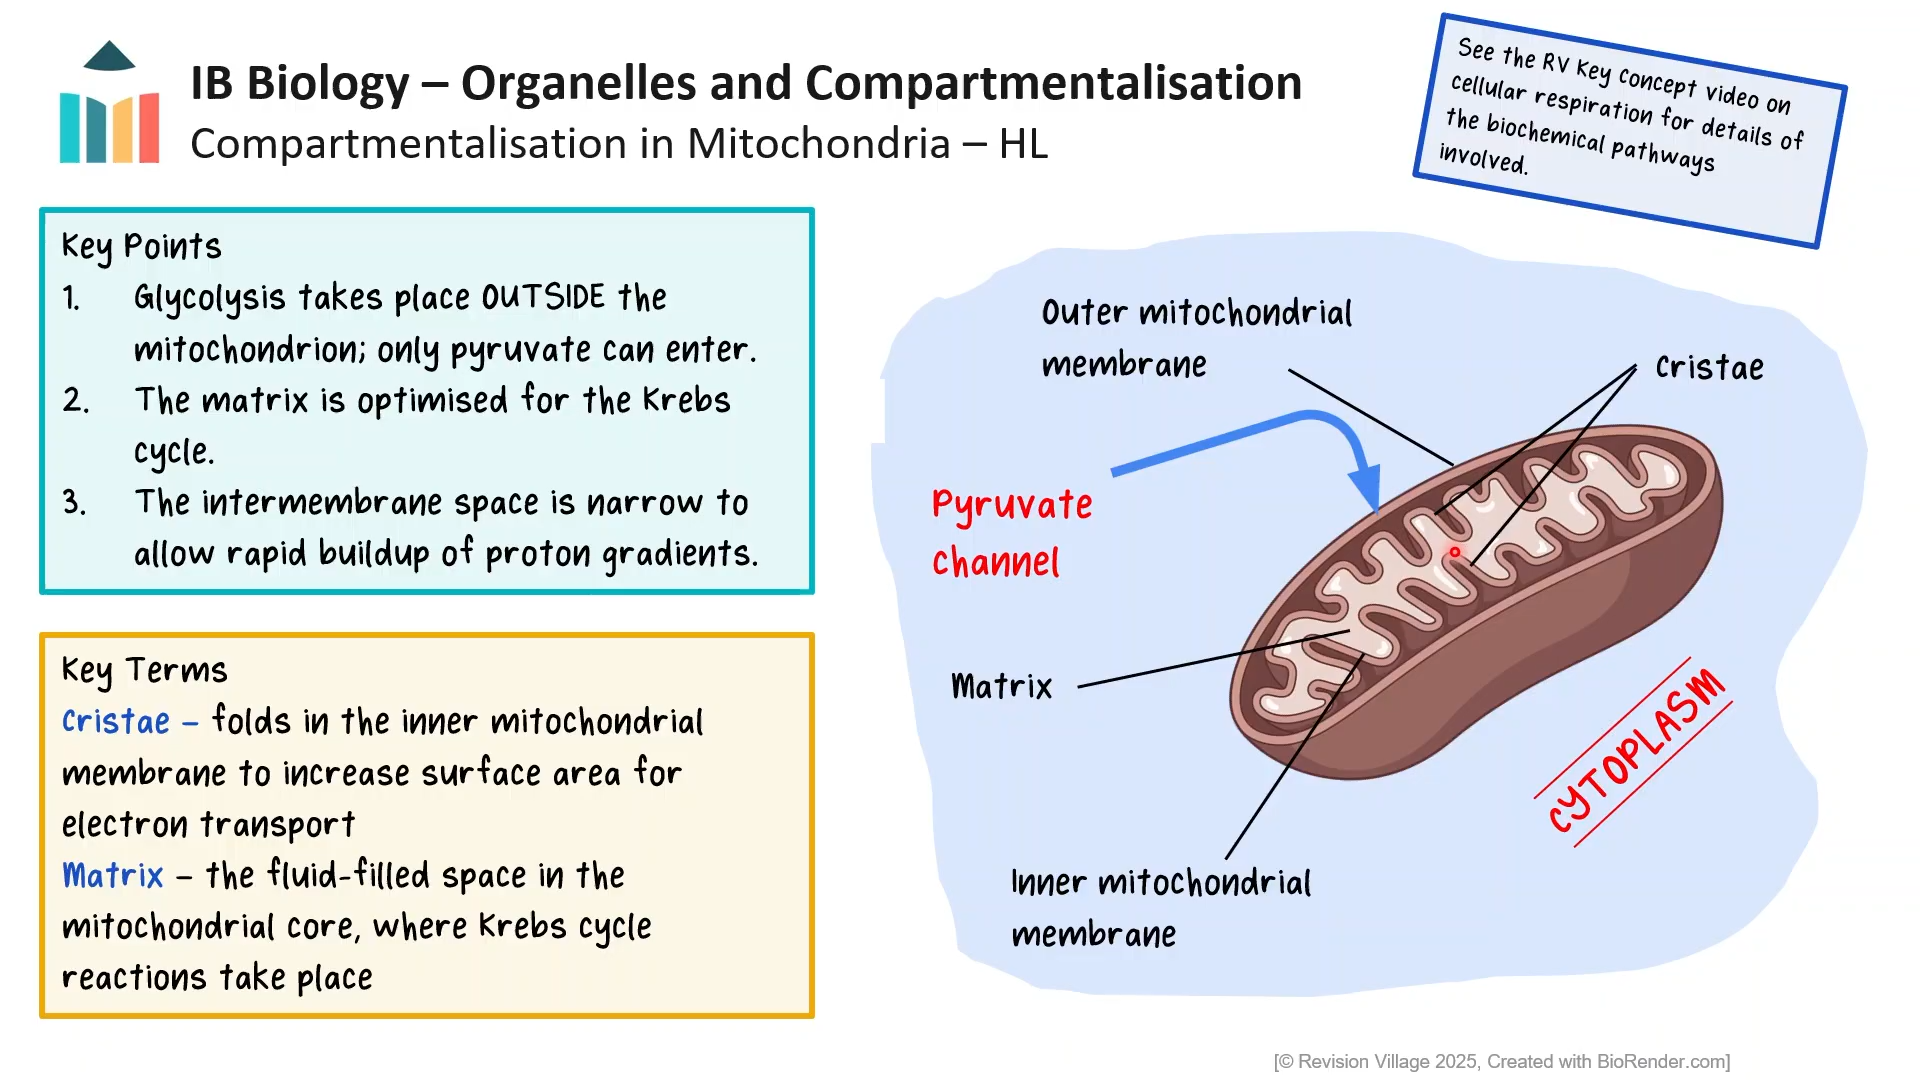 IB Biology – Organelles and Compartmentalisation
Compartmentalisation in Mitochondria – HL
See the RV Key Concept video on
cellular respiration for details of
the biochemical pathways
involved.
Key Points
1. Glycolysis takes place OUTSIDE the
mitochondrion; only pyruvate can enter.
2. The matrix is optimised for the Krebs
cycle.
3. The intermembrane space is narrow to
allow rapid buildup of proton gradients.
Key Terms
Cristae – folds in the inner mitochondrial
membrane to increase surface area for
electron transport
Matrix – the fluid-filled space in the
mitochondrial core, where Krebs cycle
reactions take place
Outer mitochondrial
membrane
Cristae
Pyruvate
channel
Matrix
CYTOPLASM
Inner mitochondrial
membrane
[© Revision Village 2025, Created with BioRender.com]